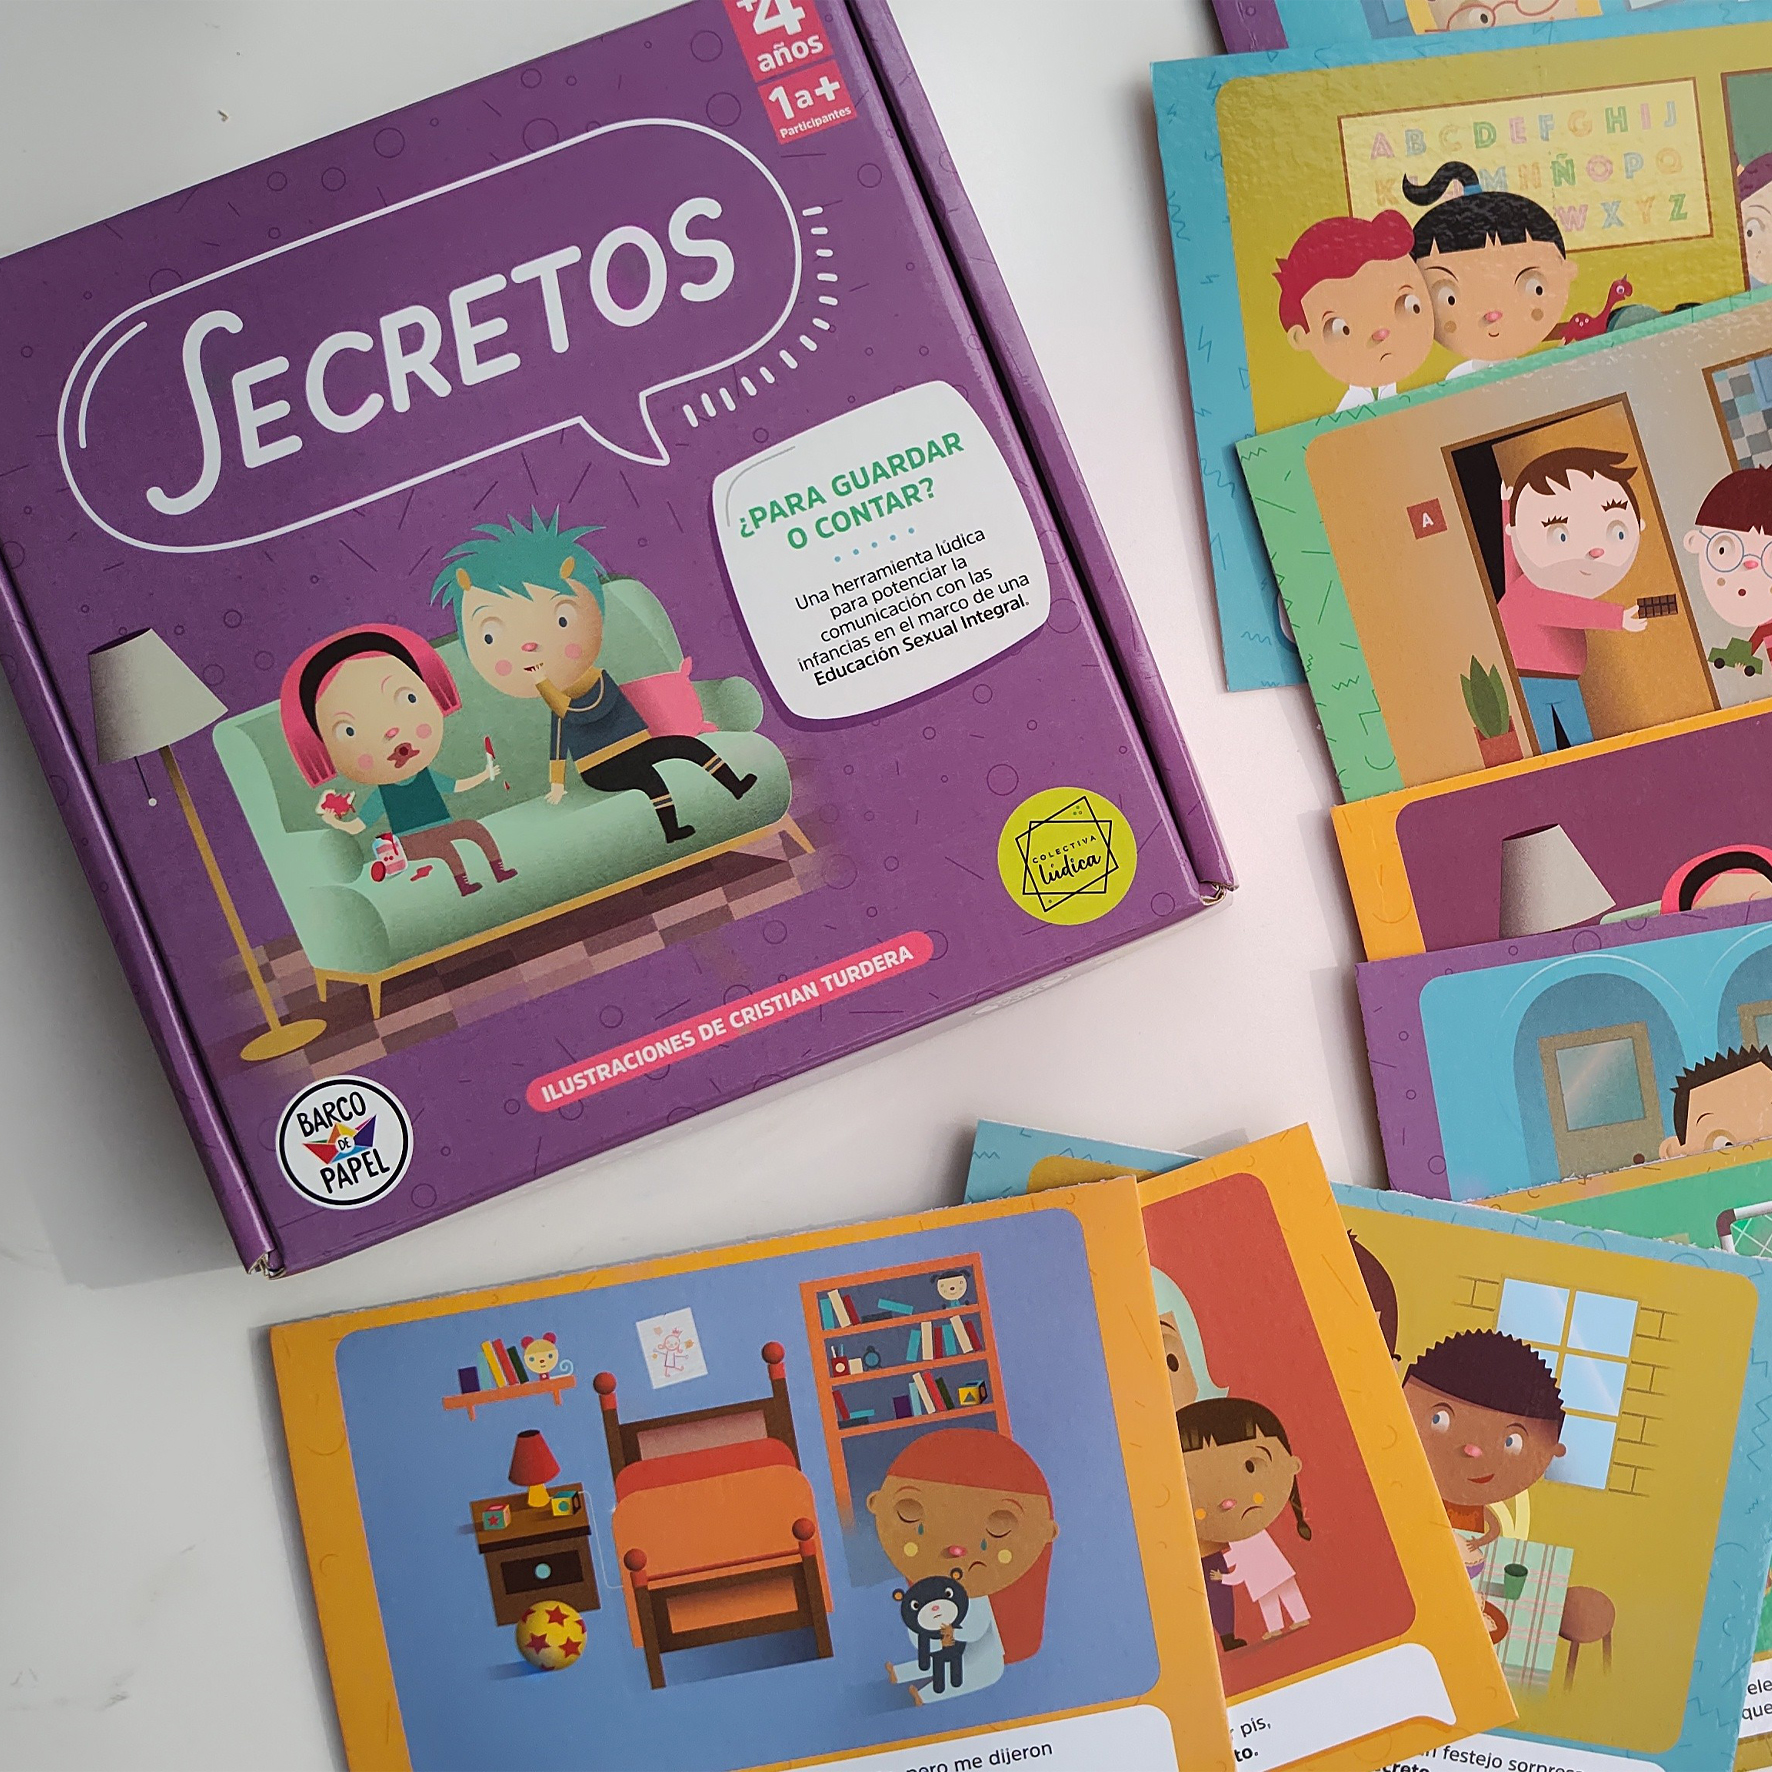 +4
años
1a+
Participantes
SECRETOS
¿PARA GUARDAR
O CONTAR?
Una herramienta lúdica
para potenciar la
comunicación con las
infancias en el marco de una
Educación Sexual Integral.
COLECTIVA
lúdica
ILUSTRACIONES DE CRISTIAN TURDERA
BARCO
DE
PAPEL
A B C D E F G H I J
K L M N Ñ O P Q
W X Y Z
A
me dijeron
pis,
festejo
que